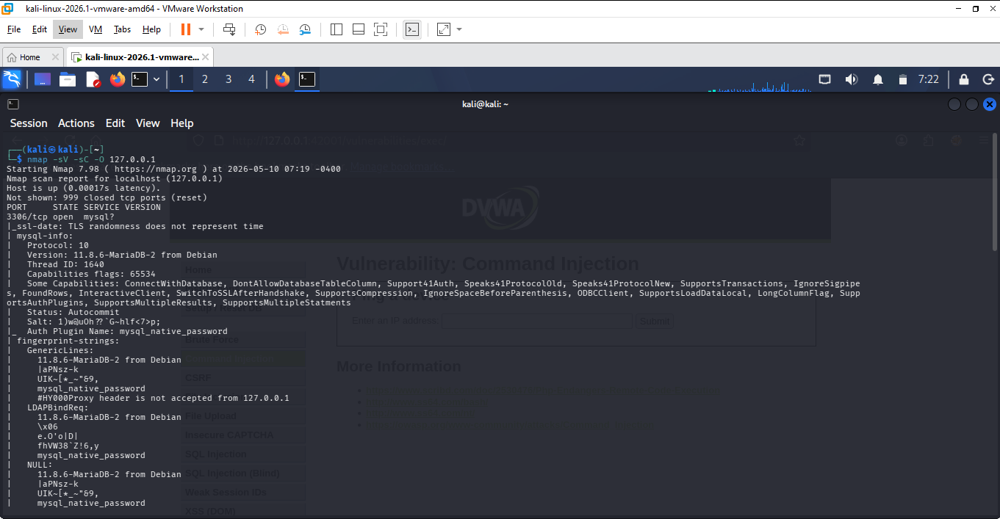 kali-linux-2026.1-vmware-amd64 - VMware Workstation
File Edit View VM Tabs Help
Home kali-linux-2026.1-vmware...
1 2 3 4 7:22
kali@kali: ~
Session Actions Edit View Help
┌──(kali㉿kali)-[~]
└─$ nmap -sV -sC -O 127.0.0.1
Starting Nmap 7.98 ( https://nmap.org ) at 2026-05-10 07:19 -0400
Nmap scan report for localhost (127.0.0.1)
Host is up (0.00017s latency).
Not shown: 999 closed tcp ports (reset)
PORT     STATE SERVICE VERSION
3306/tcp open  mysql?
|_ssl-date: TLS randomness does not represent time
| mysql-info:
|   Protocol: 10
|   Version: 11.8.6-MariaDB-2 from Debian
|   Thread ID: 1640
|   Capabilities flags: 65534
|   Some Capabilities: ConnectWithDatabase, DontAllowDatabaseTableColumn, Support41Auth, Speaks41ProtocolOld, Speaks41ProtocolNew, SupportsTransactions, IgnoreSigpipe
s, FoundRows, InteractiveClient, SwitchToSSLAfterHandshake, SupportsCompression, IgnoreSpaceBeforeParenthesis, ODBCClient, SupportsLoadDataLocal, LongColumnFlag, Supp
ortsAuthPlugins, SupportsMultipleResults, SupportsMultipleStatments
|   Status: Autocommit
|   Salt: 1)w@uOh??`G~hlf<7>p;
|_  Auth Plugin Name: mysql_native_password
| fingerprint-strings:
|   GenericLines:
|     11.8.6-MariaDB-2 from Debian
|     |aPNsz-k
|     UIK~[*_~"&9,
|     mysql_native_password
|     #HY000Proxy header is not accepted from 127.0.0.1
|   LDAPBindReq:
|     11.8.6-MariaDB-2 from Debian
|     \x06
|     e.O'o|D|
|     fhVW38`Z!6,y
|     mysql_native_password
|   NULL:
|     11.8.6-MariaDB-2 from Debian
|     |aPNsz-k
|     UIK~[*_~"&9,
|     mysql_native_password
DVWA
Vulnerability: Command Injection
Enter an IP address: Submit
More Information
Home
Setup / Reset DB
Brute Force
CSRF
File Upload
Insecure CAPTCHA
SQL Injection
SQL Injection (Blind)
Weak Session IDs
XSS (DOM)